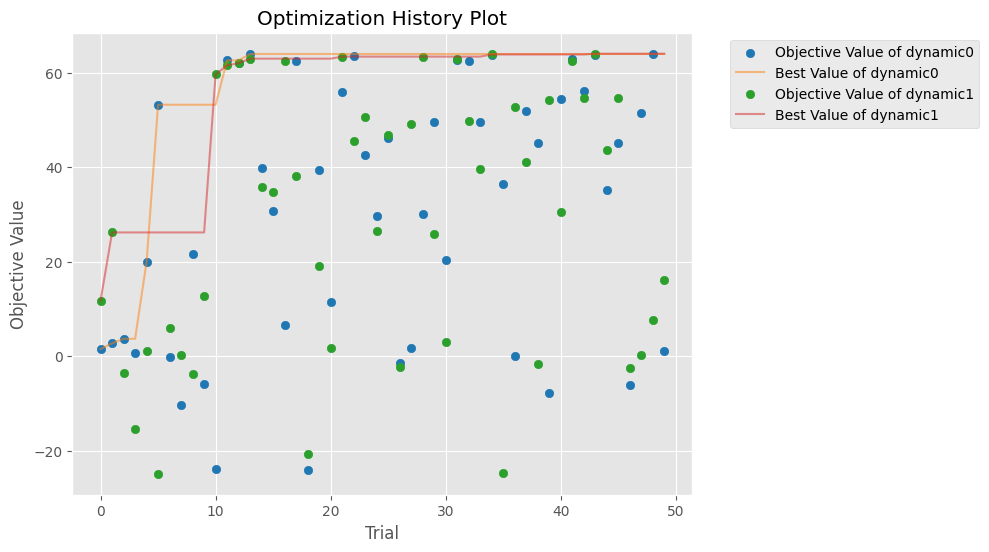 Optimization History Plot
Objective Value of dynamic0
Best Value of dynamic0
Objective Value of dynamic1
Best Value of dynamic1
Objective Value
60
40
20
0
−20
0
10
20
30
40
50
Trial